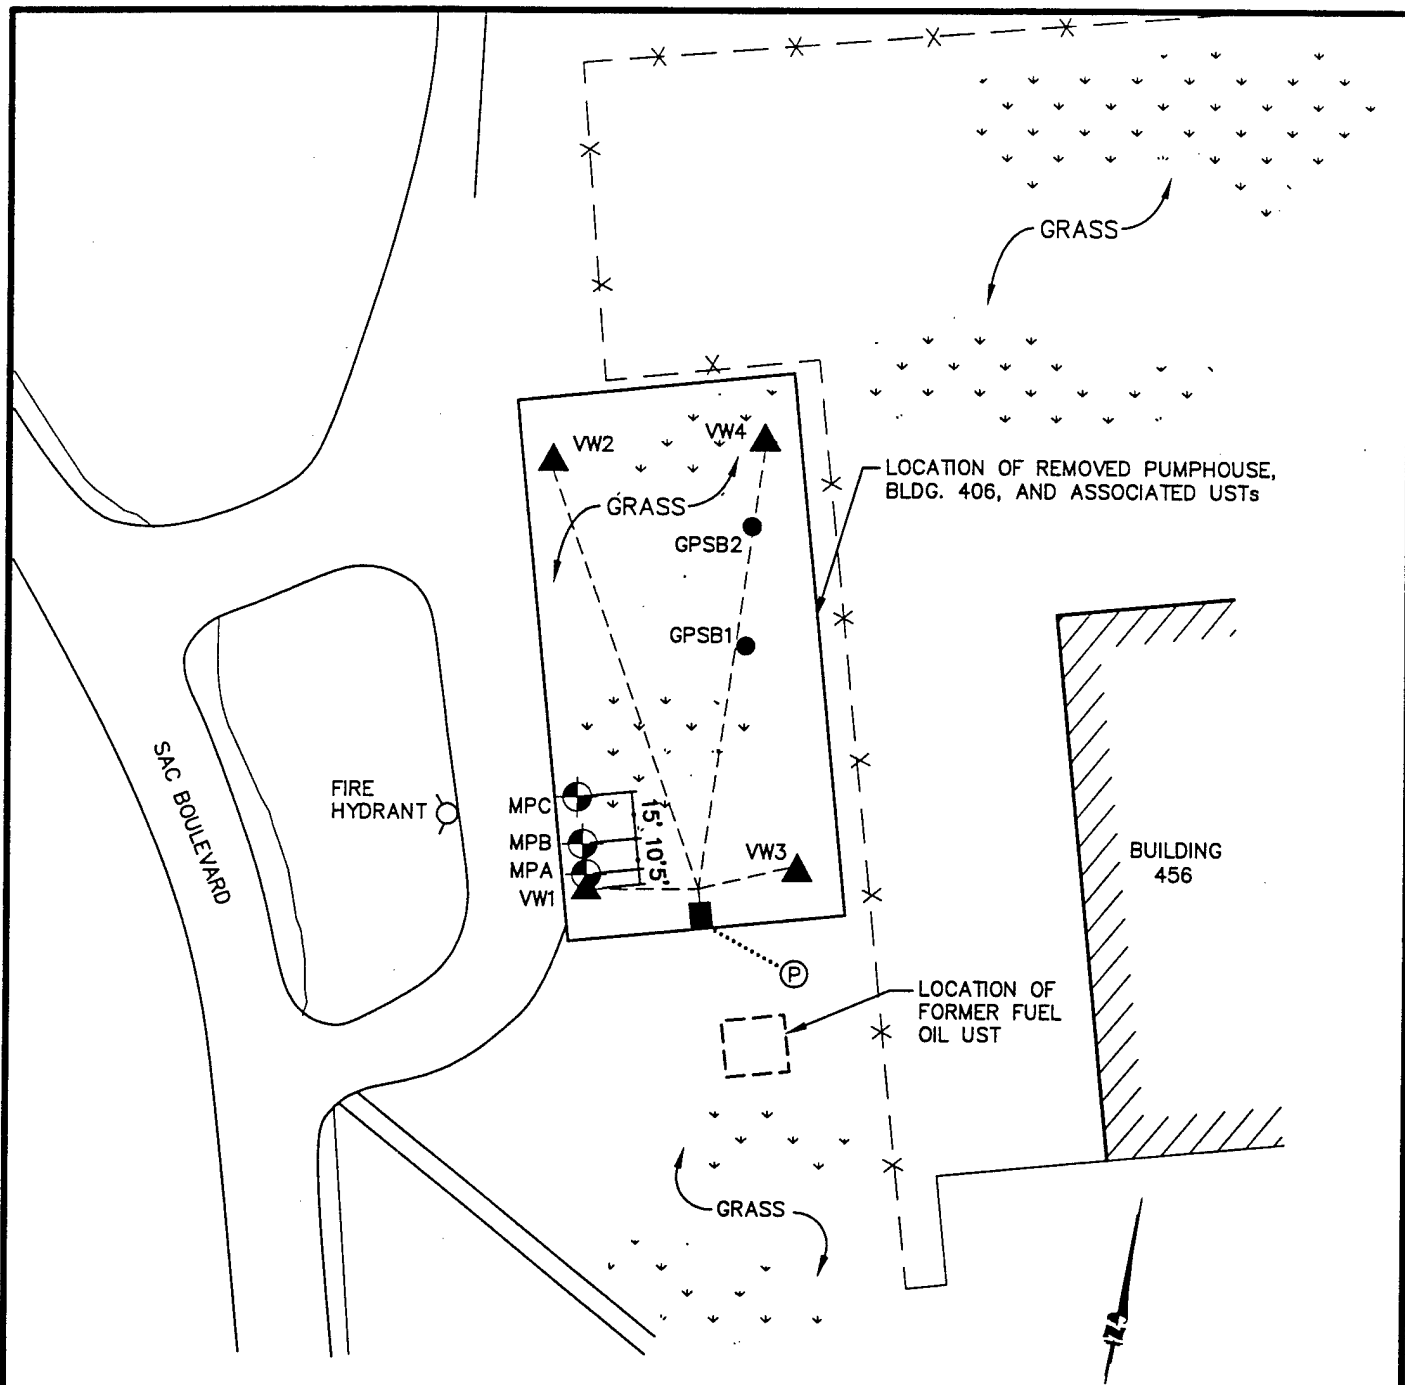 GRASS
VW2
VW4
LOCATION OF REMOVED PUMPHOUSE,
BLDG. 406, AND ASSOCIATED USTs
GRASS
GPSB2
GPSB1
SAC BOULEVARD
FIRE
HYDRANT
MPC
MPB
MPA
VW1
15'
10'
5'
VW3
BUILDING
456
P
LOCATION OF
FORMER FUEL
OIL UST
GRASS
N